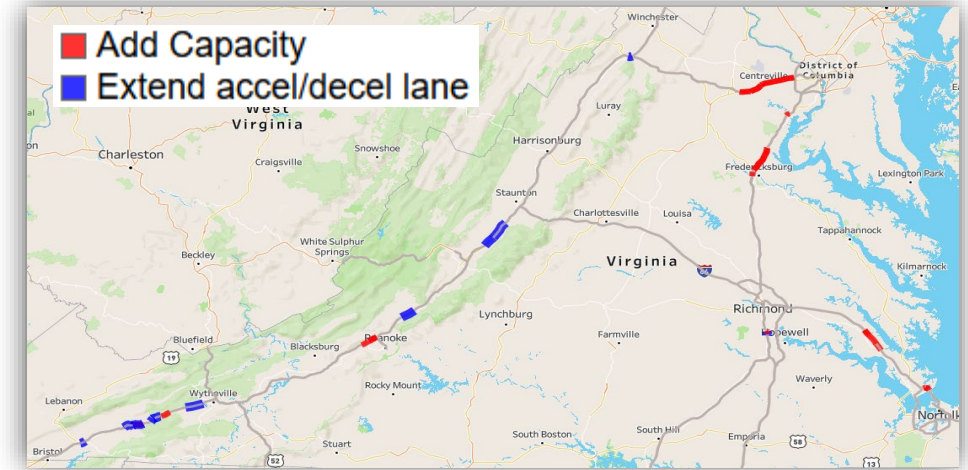 Add Capacity
Extend accel/decel lane
Winchester
District of
Columbia
Centreville
West
Virginia
Luray
Charleston
Snowshoe
Harrisonburg
Craigsville
Fredericksburg
Lexington Park
Staunton
Charlottesville
Louisa
Tappahannock
White Sulphur
Springs
Beckley
Virginia
64
Kilmarnock
Lynchburg
Richmond
Bluefield
Roanoke
Farmville
Hopewell
19
Blacksburg
Waverly
Rocky Mount
Lebanon
Wytheville
Norfolk
South Boston
South Hill
Emporia
58
Bristol
Stuart
52
13